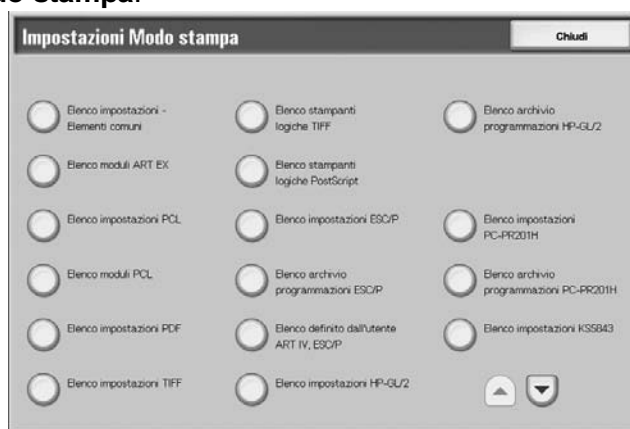 stampa.
Impostazioni Modo stampa
Chiudi
Elenco impostazioni -
Elementi comuni
Elenco moduli ART EX
Elenco impostazioni PCL
Elenco moduli PCL
Elenco impostazioni PDF
Elenco impostazioni TIFF
Elenco stampanti
logiche TIFF
Elenco stampanti
logiche PostScript
Elenco impostazioni ESC/P
Elenco archivio
programmazioni ESC/P
Elenco definito dall'utente
ART IV, ESC/P
Elenco impostazioni HP-GL/2
Elenco archivio
programmazioni HP-GL/2
Elenco impostazioni
PC-PR201H
Elenco archivio
programmazioni PC-PR201H
Elenco impostazioni KS5843